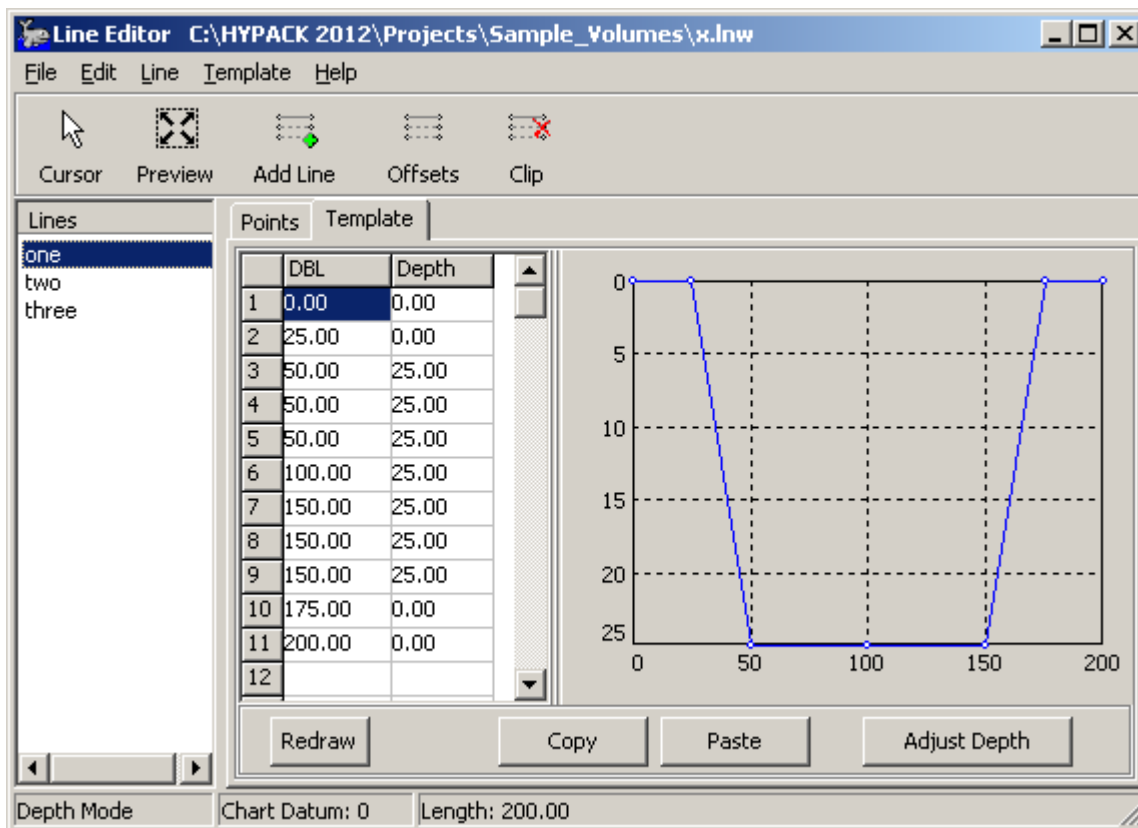 Line Editor C:\HYPACK 2012\Projects\Sample_Volumes\x.lnw
File Edit Line Template Help
Cursor Preview Add Line Offsets Clip
Lines
one
two
three
Points Template
DBL Depth
1 0.00 0.00
2 25.00 0.00
3 50.00 25.00
4 50.00 25.00
5 50.00 25.00
6 100.00 25.00
7 150.00 25.00
8 150.00 25.00
9 150.00 25.00
10 175.00 0.00
11 200.00 0.00
12
0
5
10
15
20
25
0 50 100 150 200
Redraw Copy Paste Adjust Depth
Depth Mode Chart Datum: 0 Length: 200.00